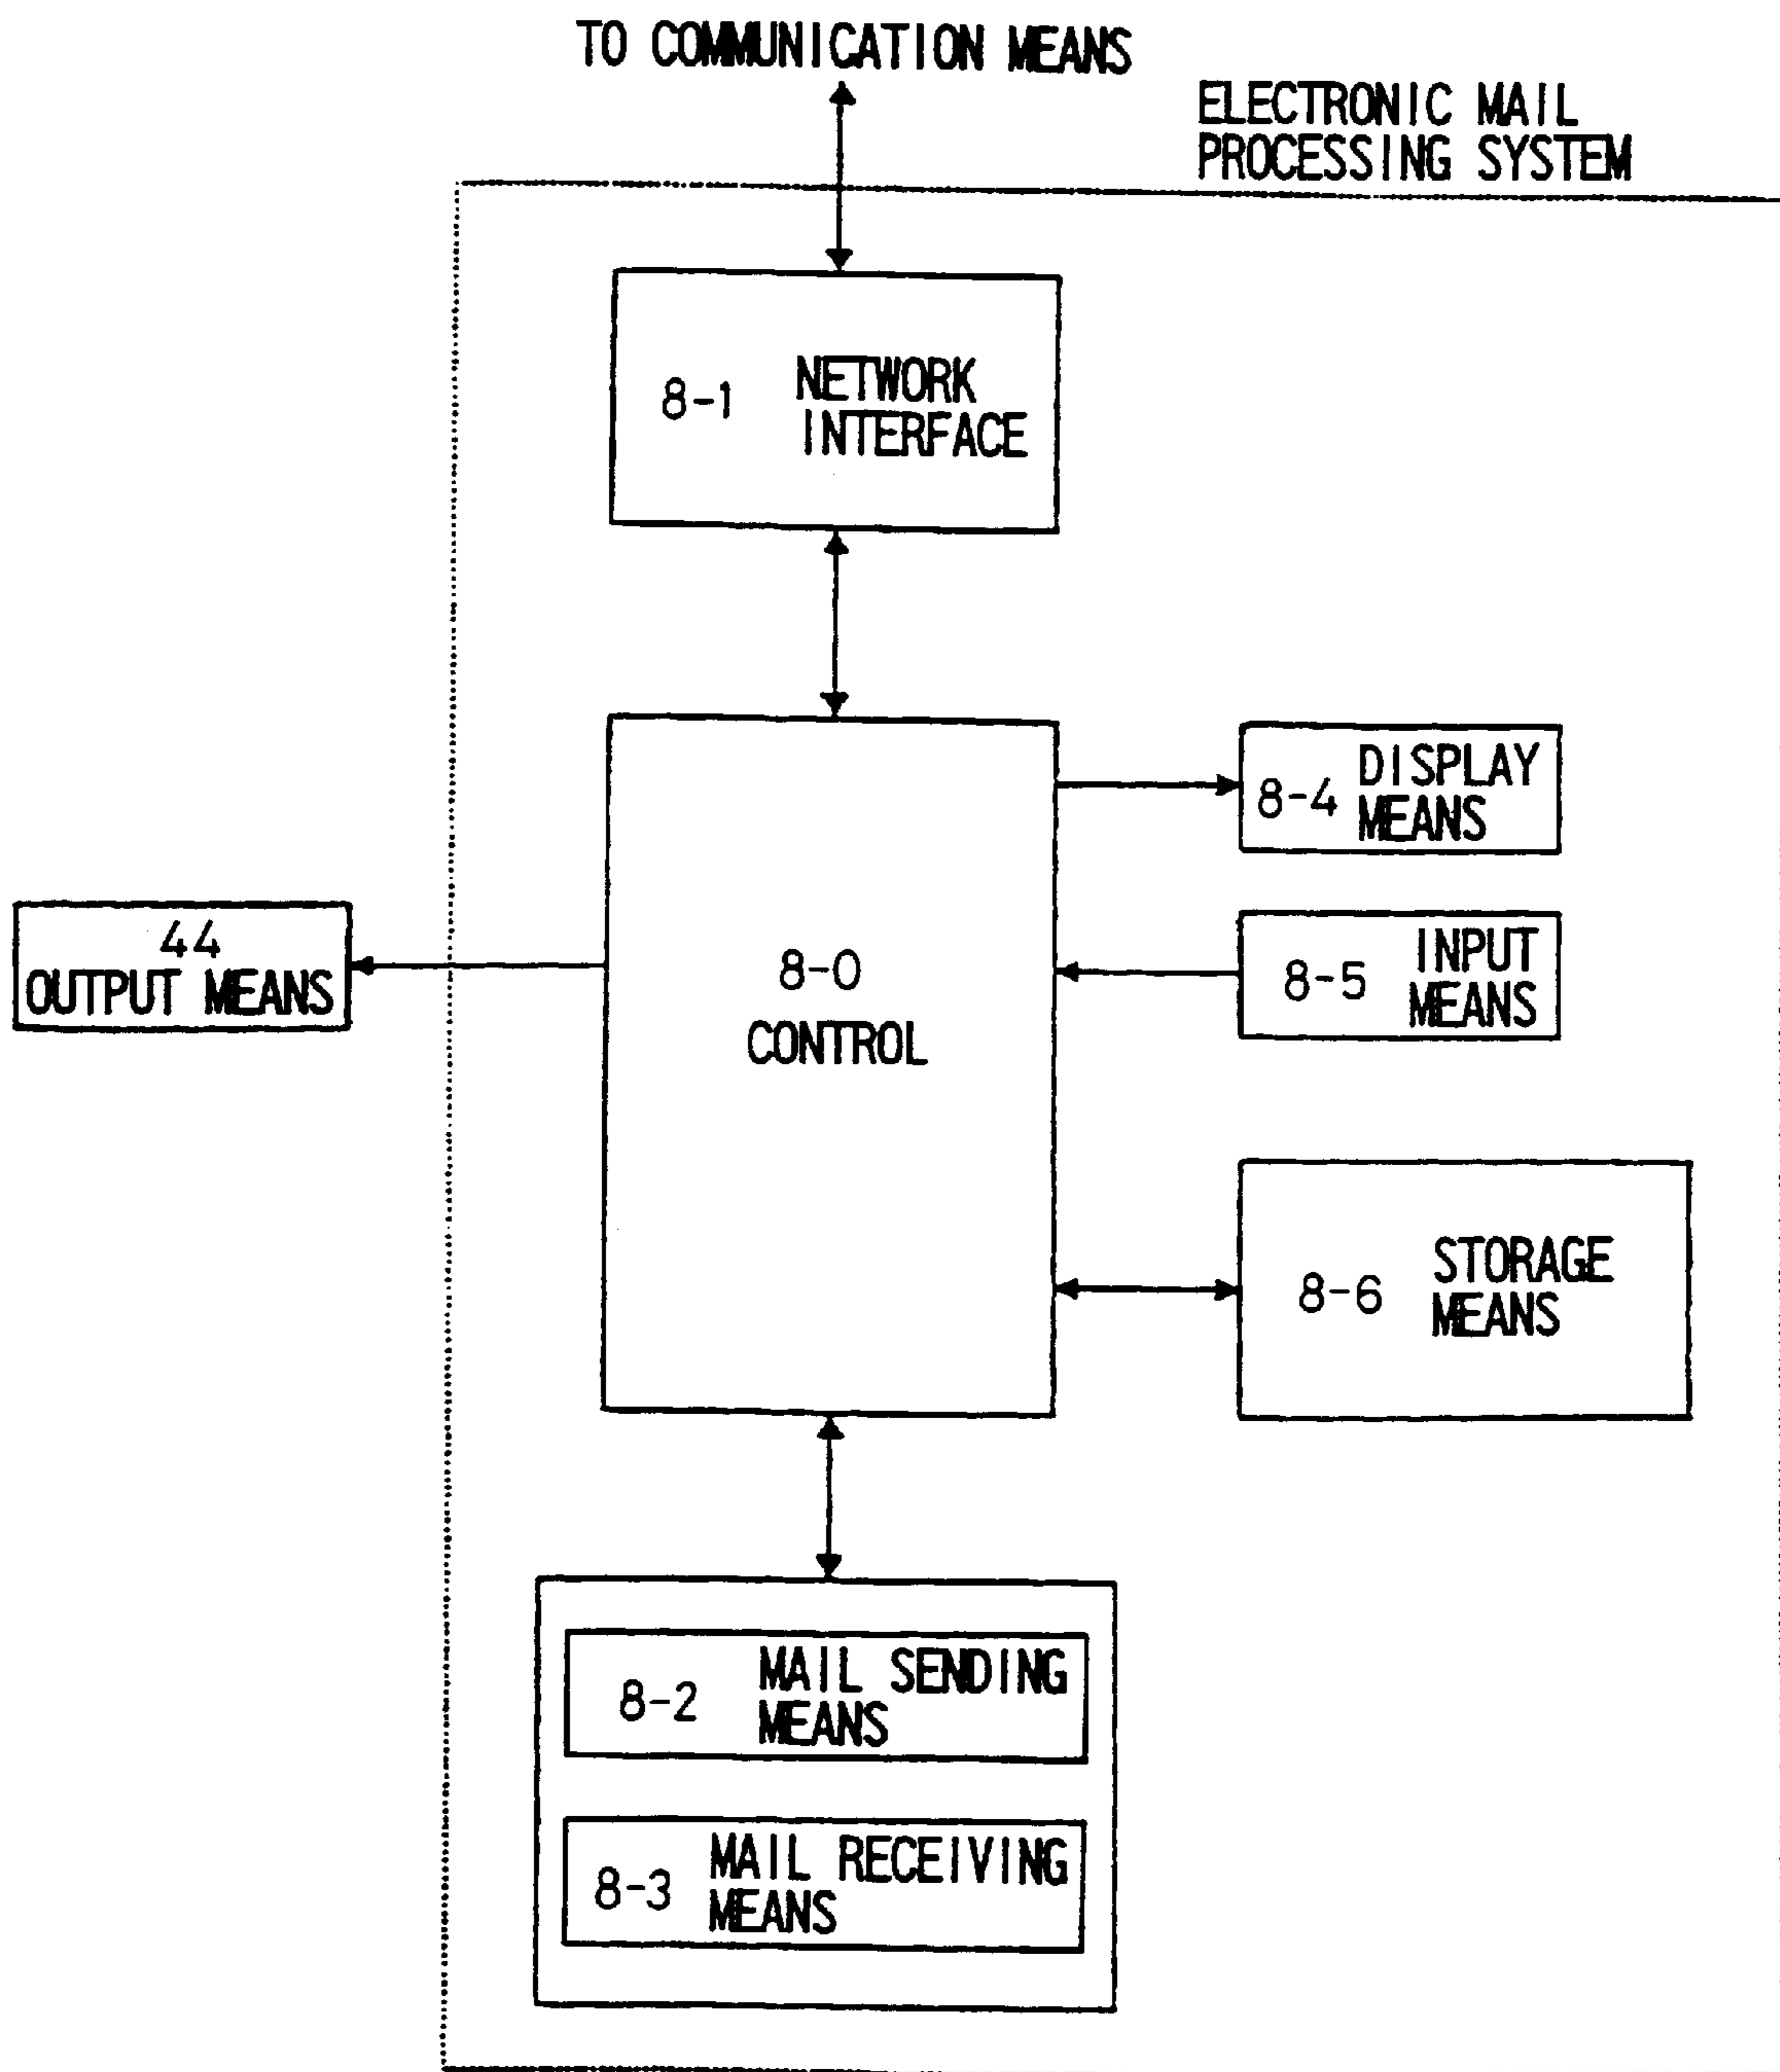 TO COMMUNICATION MEANS
ELECTRONIC MAIL
PROCESSING SYSTEM
8-1 NETWORK
INTERFACE
8-4 DISPLAY
MEANS
44
OUTPUT MEANS
8-0
CONTROL
8-5 INPUT
MEANS
8-6 STORAGE
MEANS
8-2 MAIL SENDING
MEANS
8-3 MAIL RECEIVING
MEANS